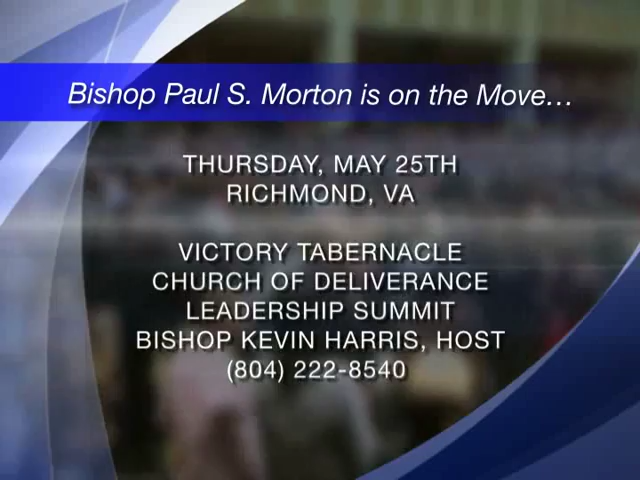 Bishop Paul S. Morton is on the Move...
THURSDAY, MAY 25TH
RICHMOND, VA
VICTORY TABERNACLE
CHURCH OF DELIVERANCE
LEADERSHIP SUMMIT
BISHOP KEVIN HARRIS, HOST
(804) 222-8540